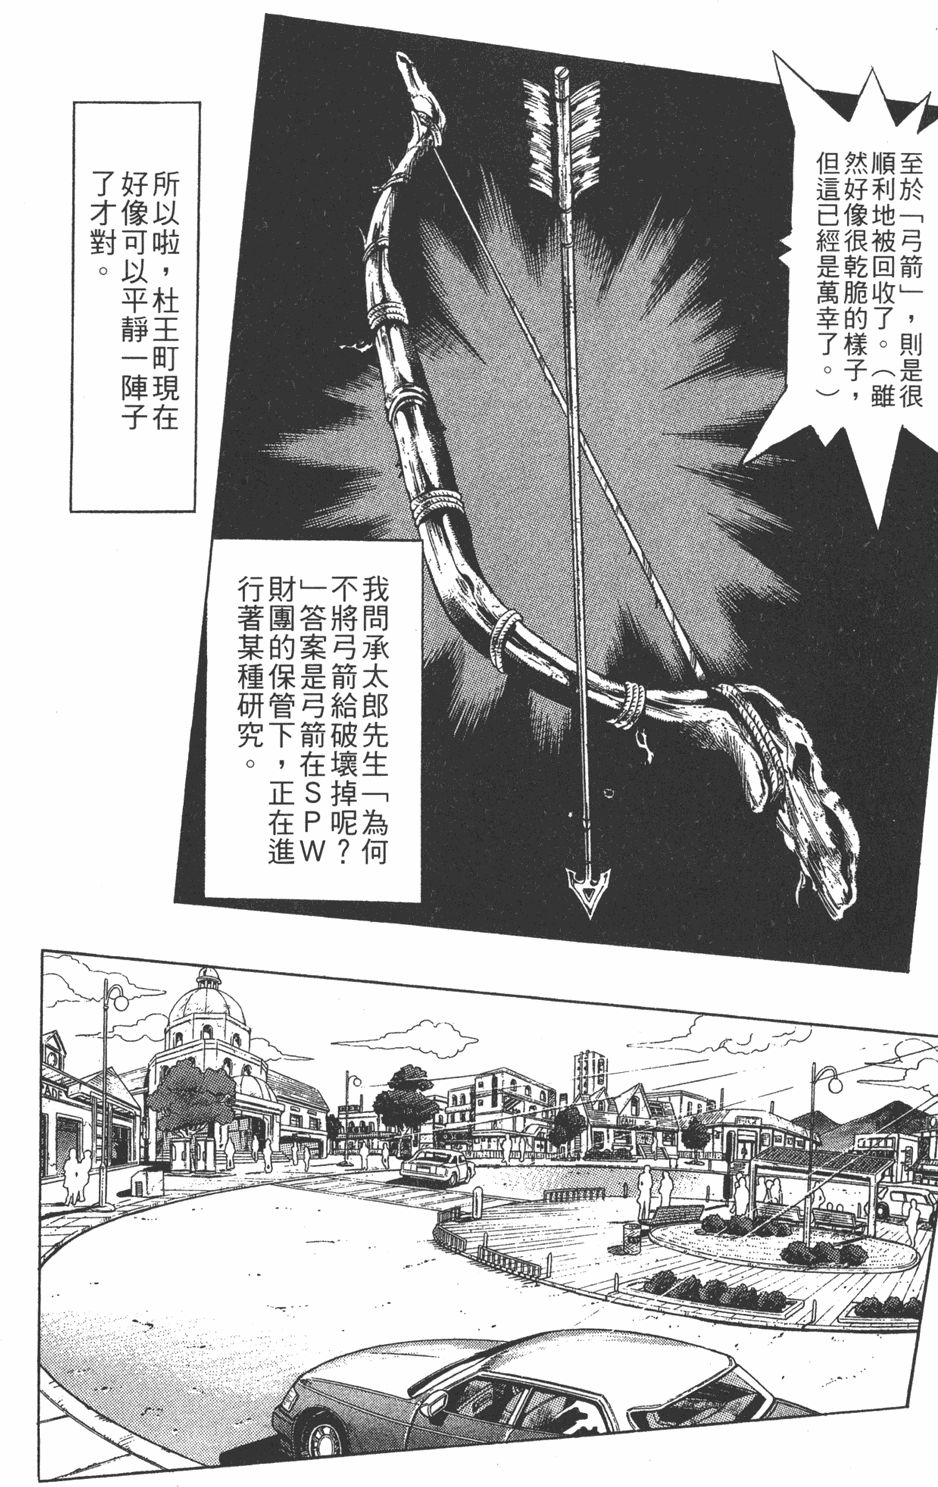 至於「弓箭」，則是很
順利地被回收了。（雖
然好像很乾脆的樣子，
但這已經是萬幸了。）
我問承太郎先生「為何
不將弓箭給破壞掉呢？
」答案是弓箭在SPW
財團的保管下，正在進
行著某種研究。
所以啦，杜王町現在
好像可以平靜一陣子
了才對。